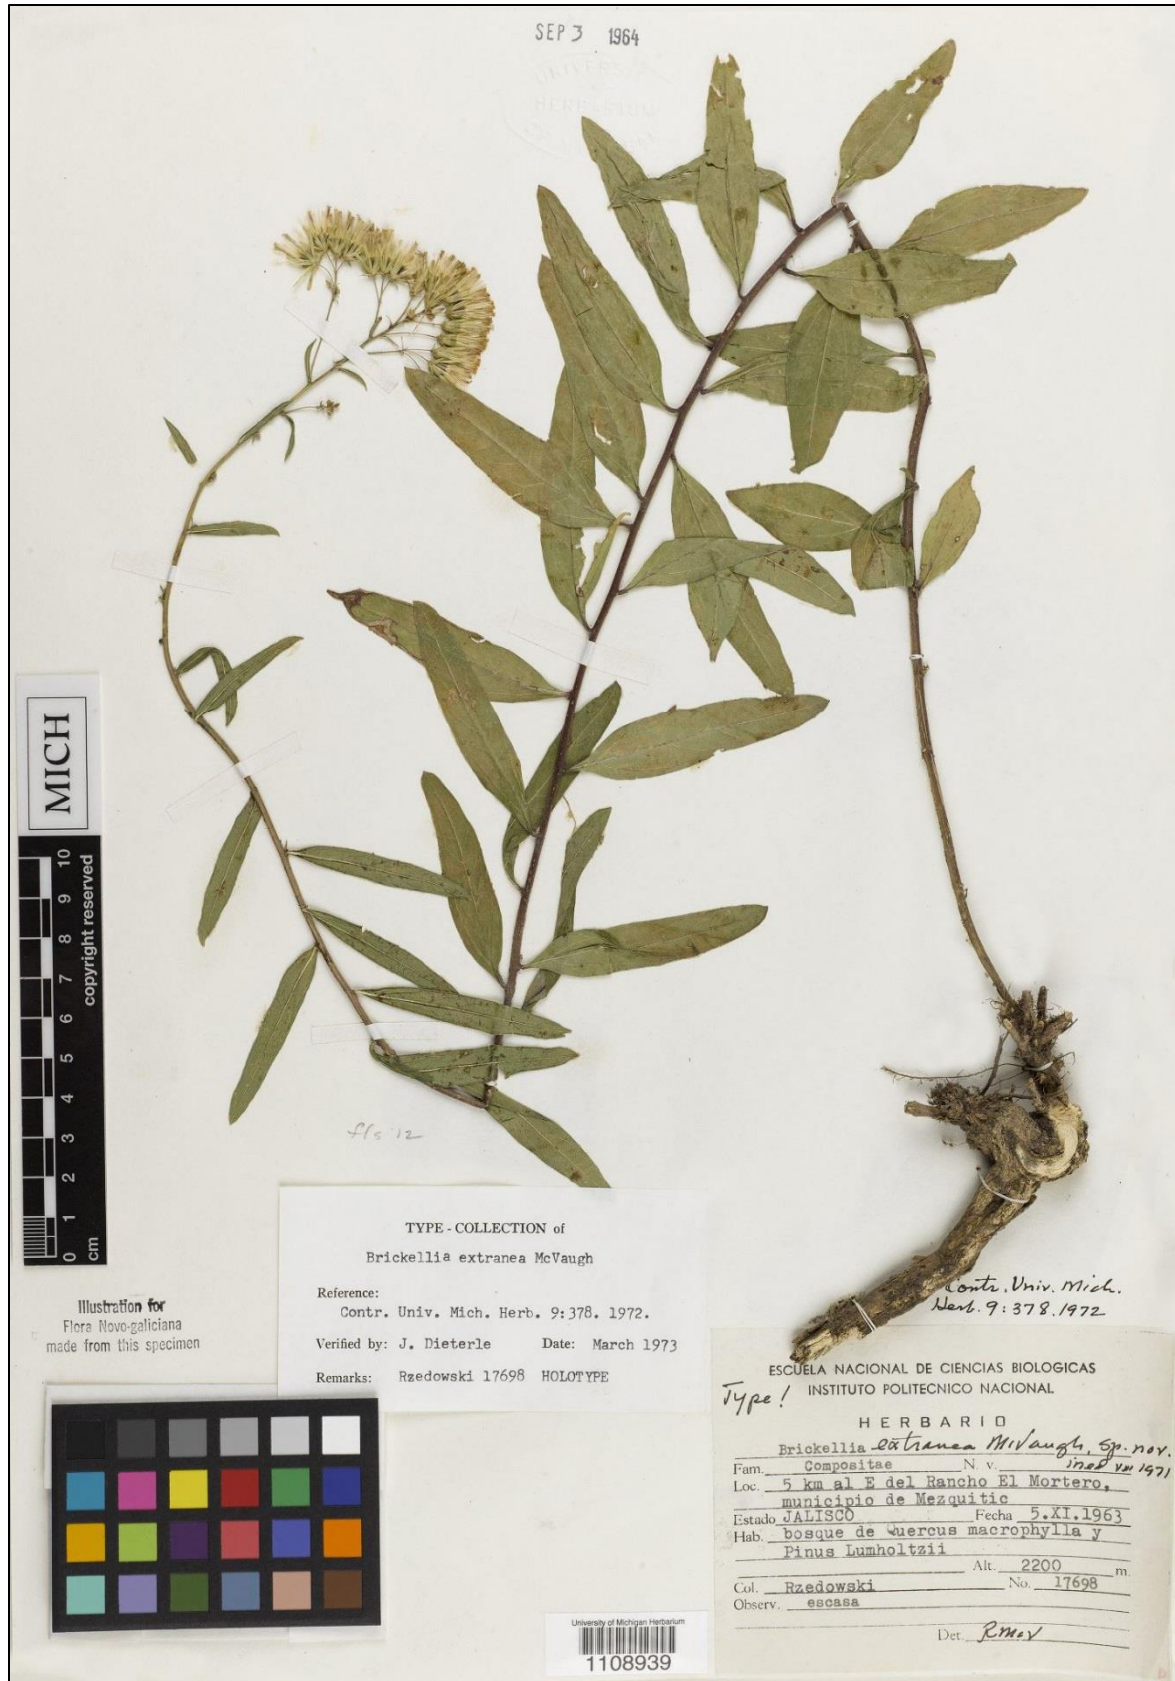 SEP 3 1964
UNIVERSITY
HERBARIUM
MICH
copyright reserved
10
9
8
7
6
5
4
3
2
1
0
cm
Illustration for
Flora Novo-galiciana
made from this specimen
fls 12
TYPE - COLLECTION of
Brickellia extranea McVaugh
Reference:
Contr. Univ. Mich. Herb. 9:378. 1972.
Verified by: J. Dieterle Date: March 1973
Remarks: Rzedowski 17698 HOLOTYPE
Contr. Univ. Mich.
Herb. 9:378.1972
ESCUELA NACIONAL DE CIENCIAS BIOLOGICAS
Type! INSTITUTO POLITECNICO NACIONAL
HERBARIO
Brickellia extranea McVaugh, sp. nov.
Fam. Compositae N. v. ined VIII 1971
Loc. 5 km al E del Rancho El Mortero,
municipio de Mezquitic
Estado JALISCO Fecha 5.XI.1963
Hab. bosque de Quercus macrophylla y
Pinus Lumholtzii
Alt. 2200 m.
Col. Rzedowski No. 17698
Observ. escasa
Det. RMcV
University of Michigan Herbarium
1108939